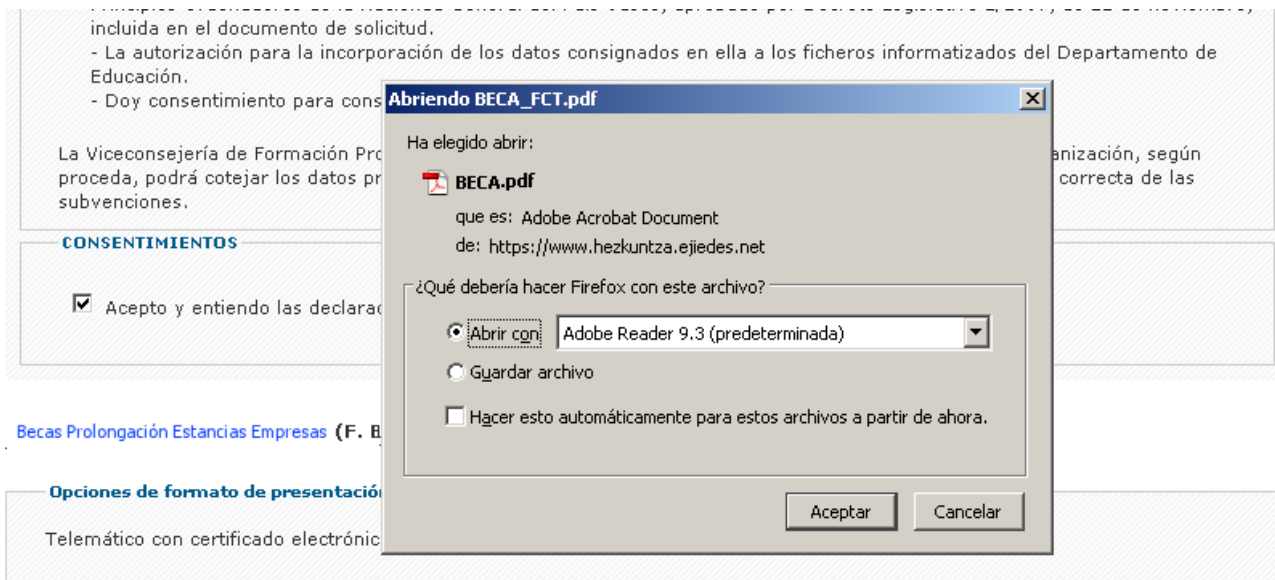 incluida en el documento de solicitud.
- La autorización para la incorporación de los datos consignados en ella a los ficheros informatizados del Departamento de
Educación.
- Doy consentimiento para cons
La Viceconsejería de Formación Pro
anización, según
proceda, podrá cotejar los datos pr
correcta de las
subvenciones.
CONSENTIMIENTOS
Acepto y entiendo las declarac
Becas Prolongación Estancias Empresas (F. E
Opciones de formato de presentació
Telemático con certificado electrónic
Abriendo BECA_FCT.pdf
Ha elegido abrir:
BECA.pdf
que es: Adobe Acrobat Document
de: https://www.hezkuntza.ejiedes.net
¿Qué debería hacer Firefox con este archivo?
Abrir con Adobe Reader 9.3 (predeterminada)
Guardar archivo
Hacer esto automáticamente para estos archivos a partir de ahora.
Aceptar Cancelar